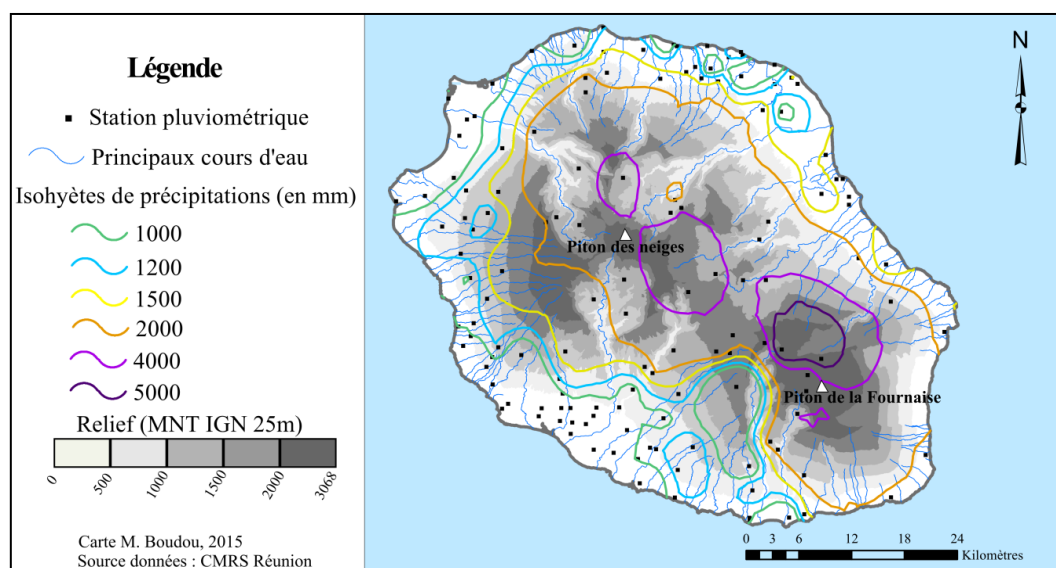 Légende
Station pluviométrique
Principaux cours d'eau
Isohyètes de précipitations (en mm)
1000
1200
1500
2000
4000
5000
Relief (MNT IGN 25m)
0
500
1000
1500
2000
3068
Carte M. Boudou, 2015
Source données : CMRS Réunion
N
Piton des neiges
Piton de la Fournaise
0 3 6 12 18 24
Kilomètres